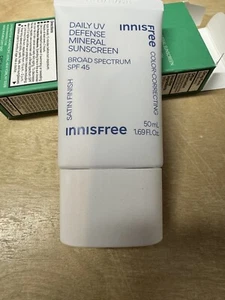 DAILY UV
DEFENSE
MINERAL
SUNSCREEN
BROAD SPECTRUM
SPF 45
SATIN FINISH
innisfree
COLOR-CORRECTING
50mL
1.69 Fl.Oz.
innisfree